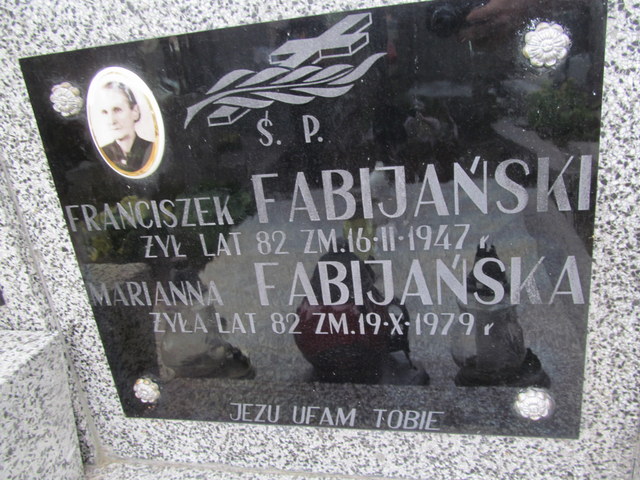 Ś. P.
FRANCISZEK FABIJAŃSKI
ŻYŁ LAT 82 ZM.16·II·1947 r.
MARIANNA FABIJAŃSKA
ŻYŁA LAT 82 ZM.19·X·1979 r
JEZU UFAM TOBIE